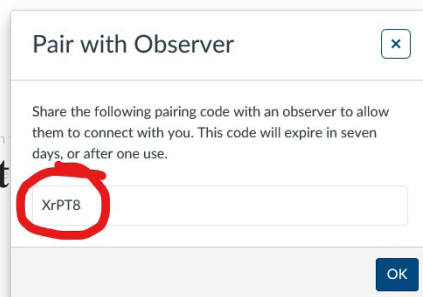 Pair with Observer
Share the following pairing code with an observer to allow
them to connect with you. This code will expire in seven
days, or after one use.
XrPT8
OK